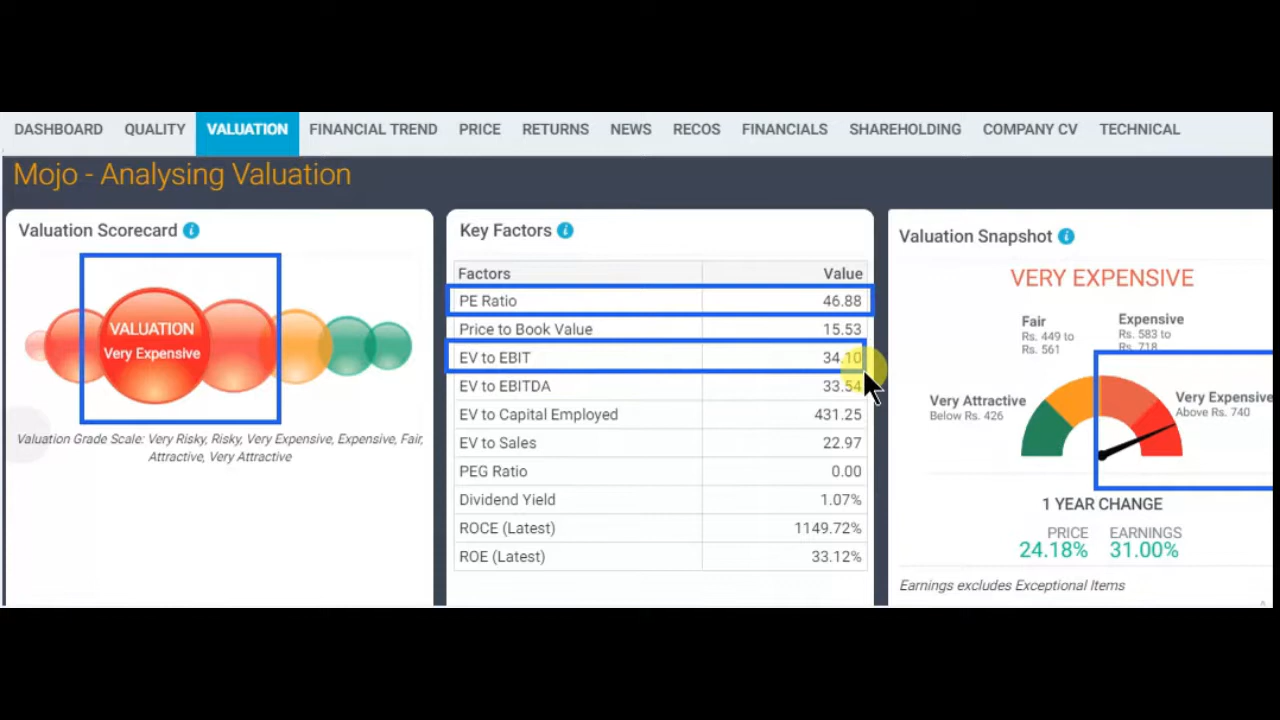 DASHBOARD QUALITY VALUATION FINANCIAL TREND PRICE RETURNS NEWS RECOS FINANCIALS SHAREHOLDING COMPANY CV TECHNICAL
Mojo - Analysing Valuation
Valuation Scorecard i
VALUATION
Very Expensive
Valuation Grade Scale: Very Risky, Risky, Very Expensive, Expensive, Fair,
Attractive, Very Attractive
Key Factors i
Factors Value
PE Ratio 46.88
Price to Book Value 15.53
EV to EBIT 34.10
EV to EBITDA 33.54
EV to Capital Employed 431.25
EV to Sales 22.97
PEG Ratio 0.00
Dividend Yield 1.07%
ROCE (Latest) 1149.72%
ROE (Latest) 33.12%
Valuation Snapshot i
VERY EXPENSIVE
Fair
Rs. 449 to
Rs. 561
Expensive
Rs. 583 to
Rs. 718
Very Attractive
Below Rs. 426
Very Expensive
Above Rs. 740
1 YEAR CHANGE
PRICE EARNINGS
24.18% 31.00%
Earnings excludes Exceptional Items